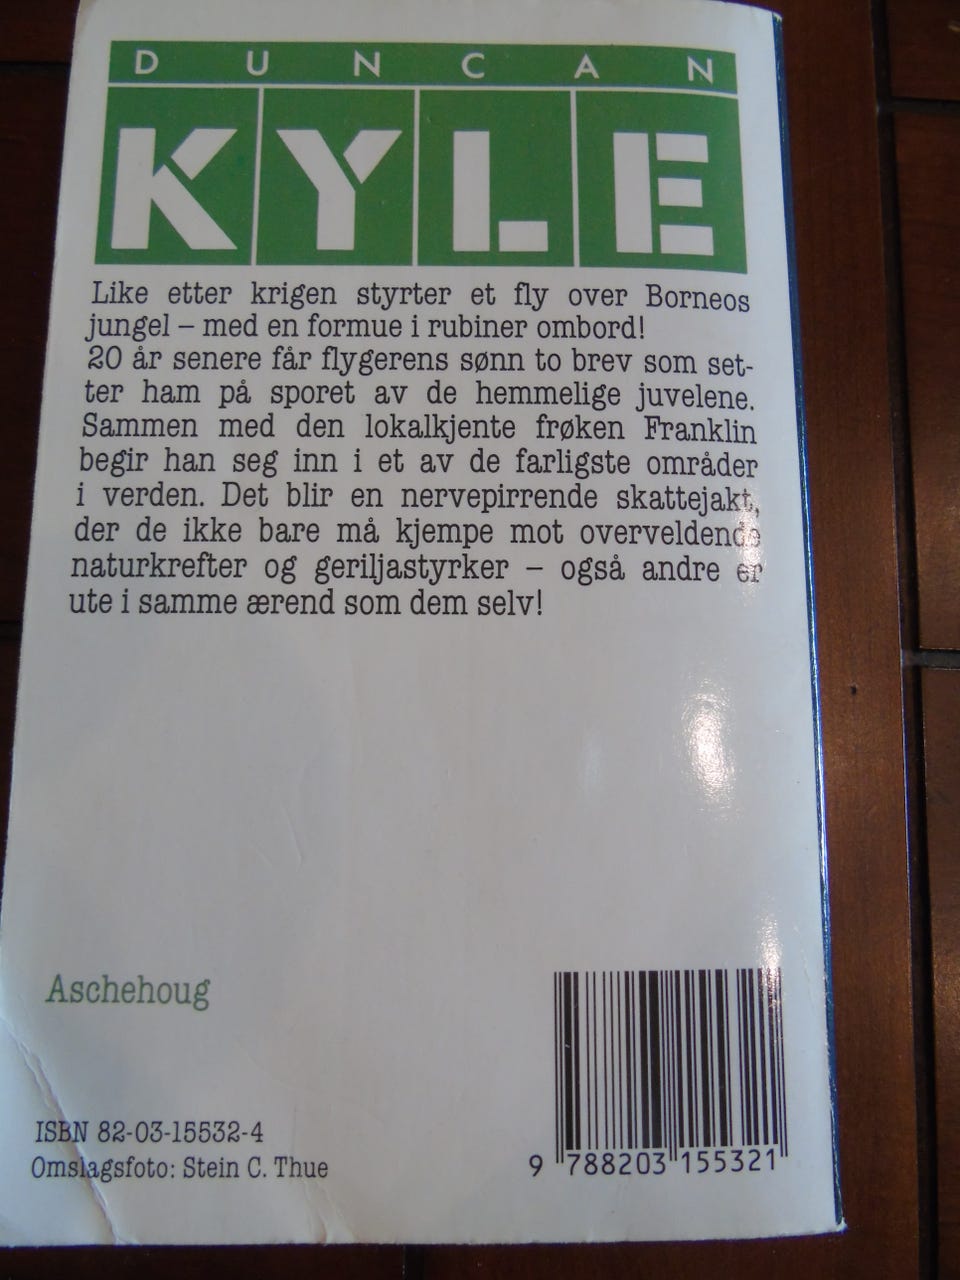 DUNCAN
KYLE
Like etter krigen styrter et fly over Borneos
jungel – med en formue i rubiner ombord!
20 år senere får flygerens sønn to brev som set-
ter ham på sporet av de hemmelige juvelene.
Sammen med den lokalkjente frøken Franklin
begir han seg inn i et av de farligste områder
i verden. Det blir en nervepirrende skattejakt,
der de ikke bare må kjempe mot overveldende
naturkrefter og geriljastyrker – også andre er
ute i samme ærend som dem selv!
Aschehoug
ISBN 82-03-15532-4
Omslagsfoto: Stein C. Thue
9 788203 155321